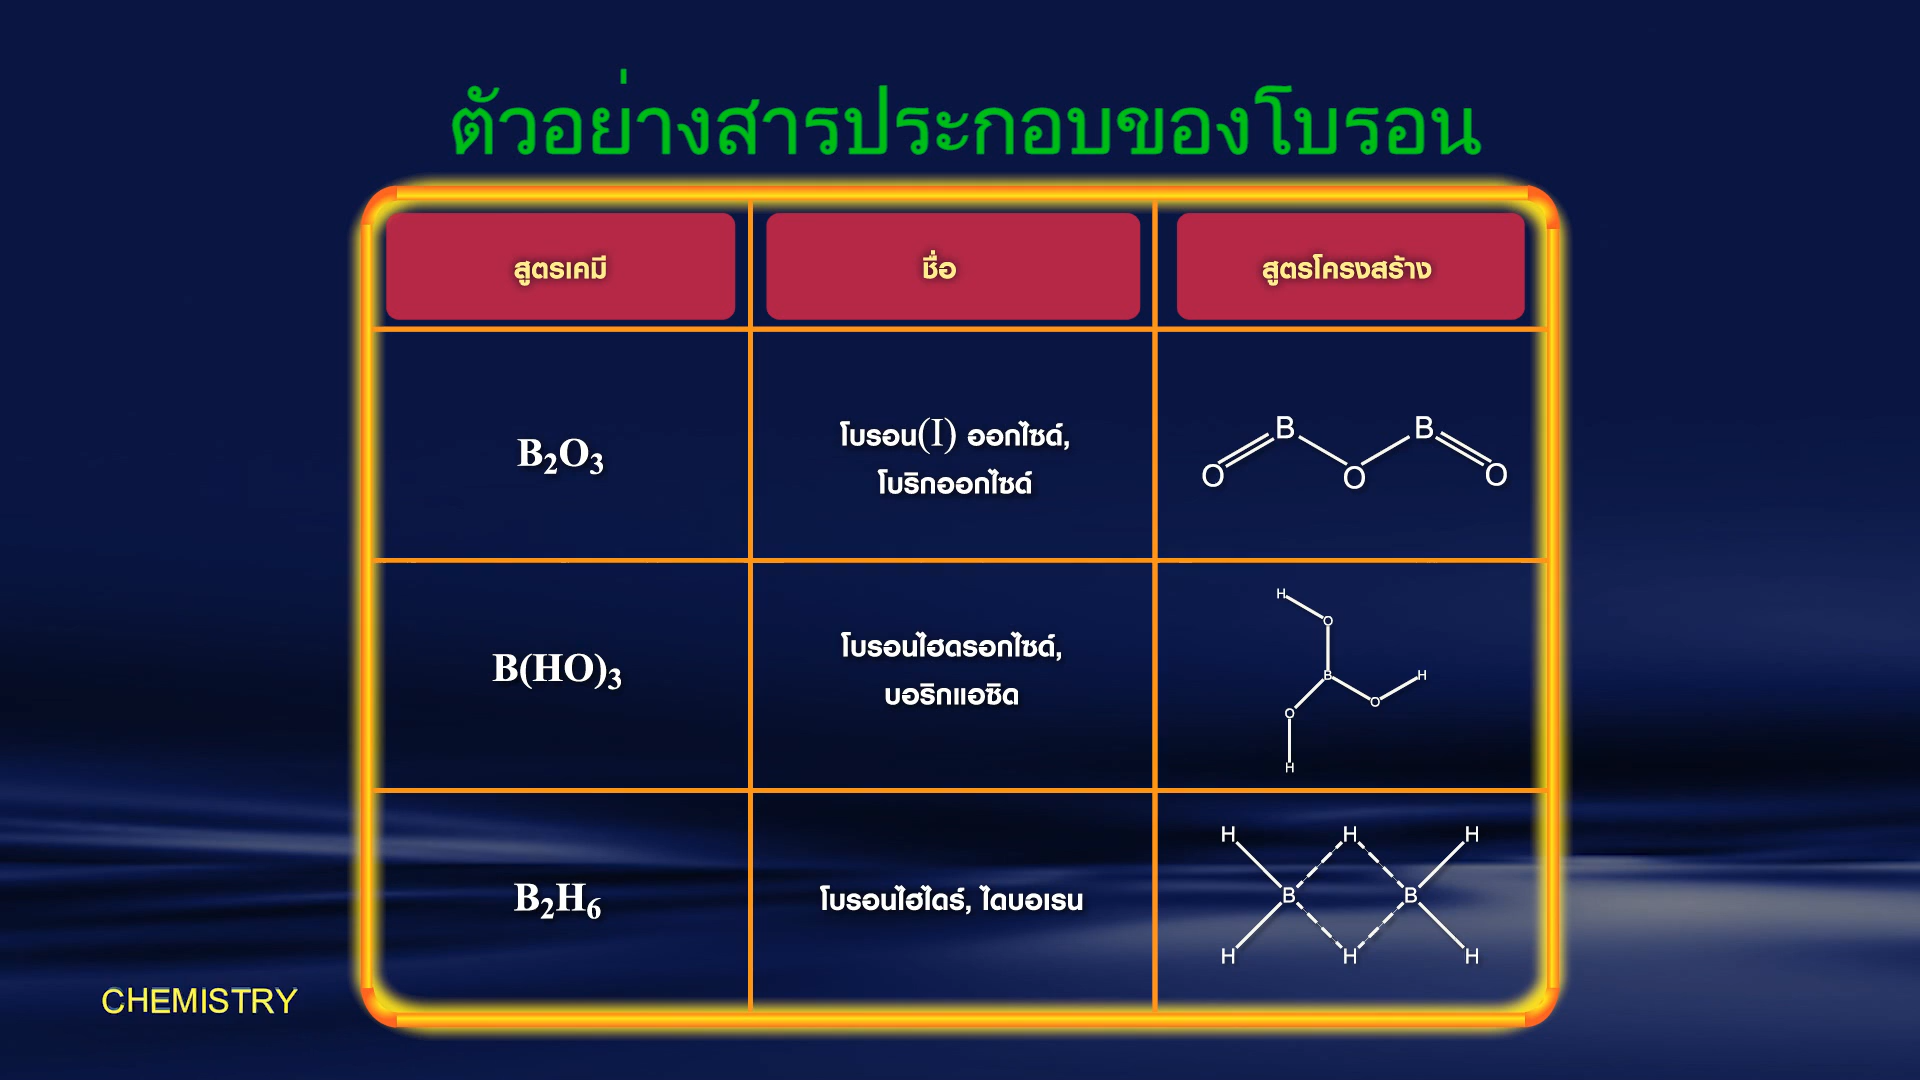 ตัวอย่างสารประกอบของโบรอน
สูตรเคมี
ชื่อ
สูตรโครงสร้าง
B₂O₃
โบรอน(I) ออกไซด์,
โบริกออกไซด์
B B
O O O
B(HO)₃
โบรอนไฮดรอกไซด์,
บอริกแอซิด
H
O
B H
O O
H
B₂H₆
โบรอนไฮไดร์, ไดบอเรน
H H H
B B
H H H
CHEMISTRY